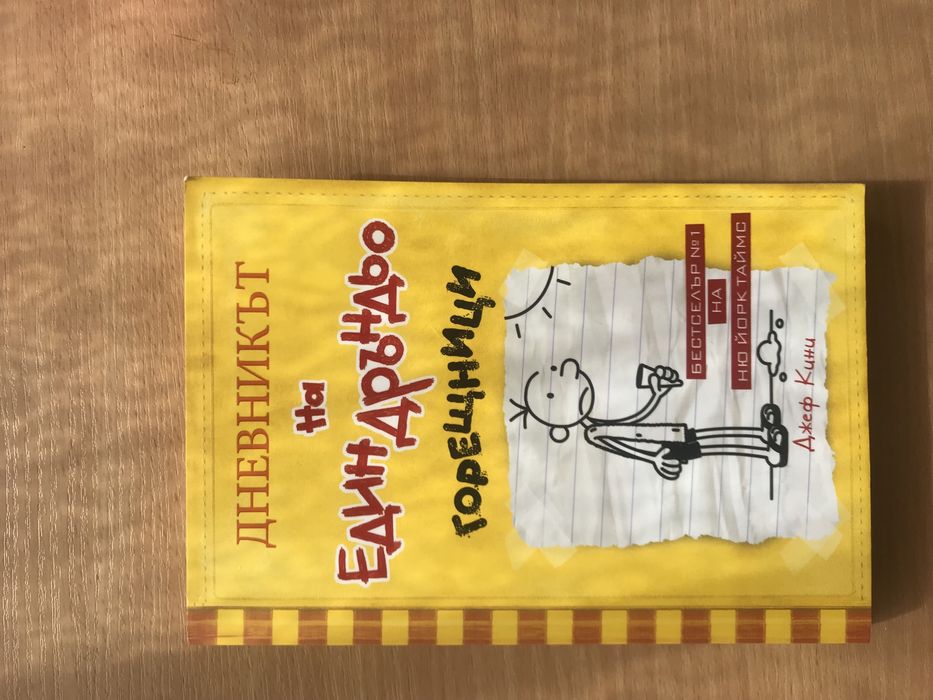 ДНЕВНИКЪТ
на
ЕДИН ДРЪНДЬО
ГОРЕЩНИЦИ
БЕСТСЕЛЪР №1
НА
НЮ ЙОРК ТАЙМС
Джеф Кини